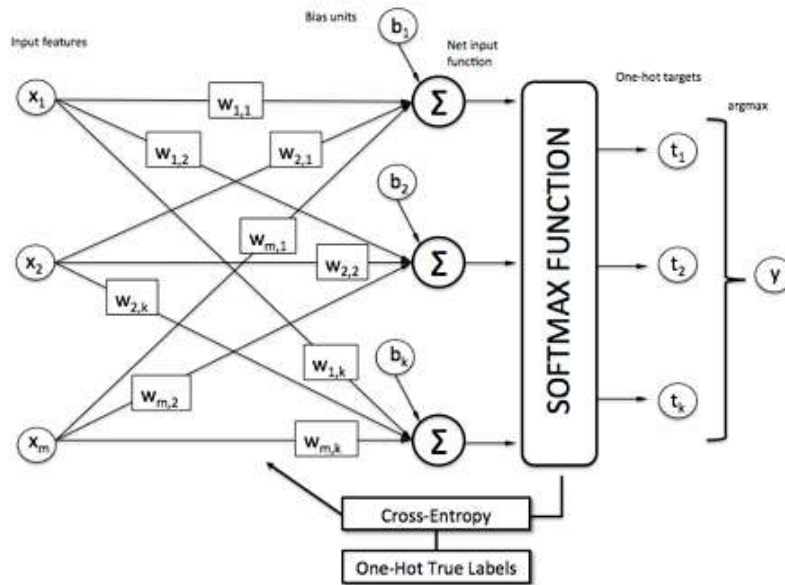 Bias units
b1
Input features
Net input
function
One-hot targets
argmax
x1
w1,1
Σ
w1,2
w2,1
t1
b2
wm,1
x2
w2,2
Σ
SOFTMAX FUNCTION
t2
y
w2,k
bk
w1,k
wm,2
tk
xm
wm,k
Σ
Cross-Entropy
One-Hot True Labels